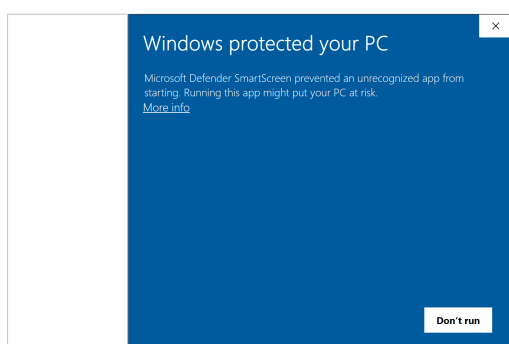 Windows protected your PC
Microsoft Defender SmartScreen prevented an unrecognized app from
starting. Running this app might put your PC at risk.
More info
Don't run